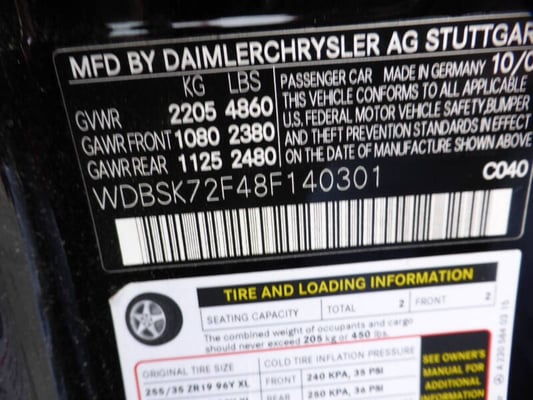 MFD BY DAIMLERCHRYSLER AG STUTTGAR
KG LBS
GVWR 2205 4860
GAWR FRONT 1080 2380
GAWR REAR 1125 2480
PASSENGER CAR MADE IN GERMANY 10/0
THIS VEHICLE CONFORMS TO ALL APPLICABLE
U.S. FEDERAL MOTOR VEHICLE SAFETY, BUMPER
AND THEFT PREVENTION STANDARDS IN EFFECT
ON THE DATE OF MANUFACTURE SHOWN ABOVE
WDBSK72F48F140301
C040
TIRE AND LOADING INFORMATION
SEATING CAPACITY TOTAL 2 FRONT 2
The combined weight of occupants and cargo
should never exceed 205 kg or 450 lbs.
ORIGINAL TIRE SIZE COLD TIRE INFLATION PRESSURE
255/35 ZR19 96Y XL FRONT 240 KPA, 35 PSI
REAR 250 KPA, 36 PSI
SEE OWNER'S
MANUAL FOR
ADDITIONAL
INFORMATION
A 230 584 03 15